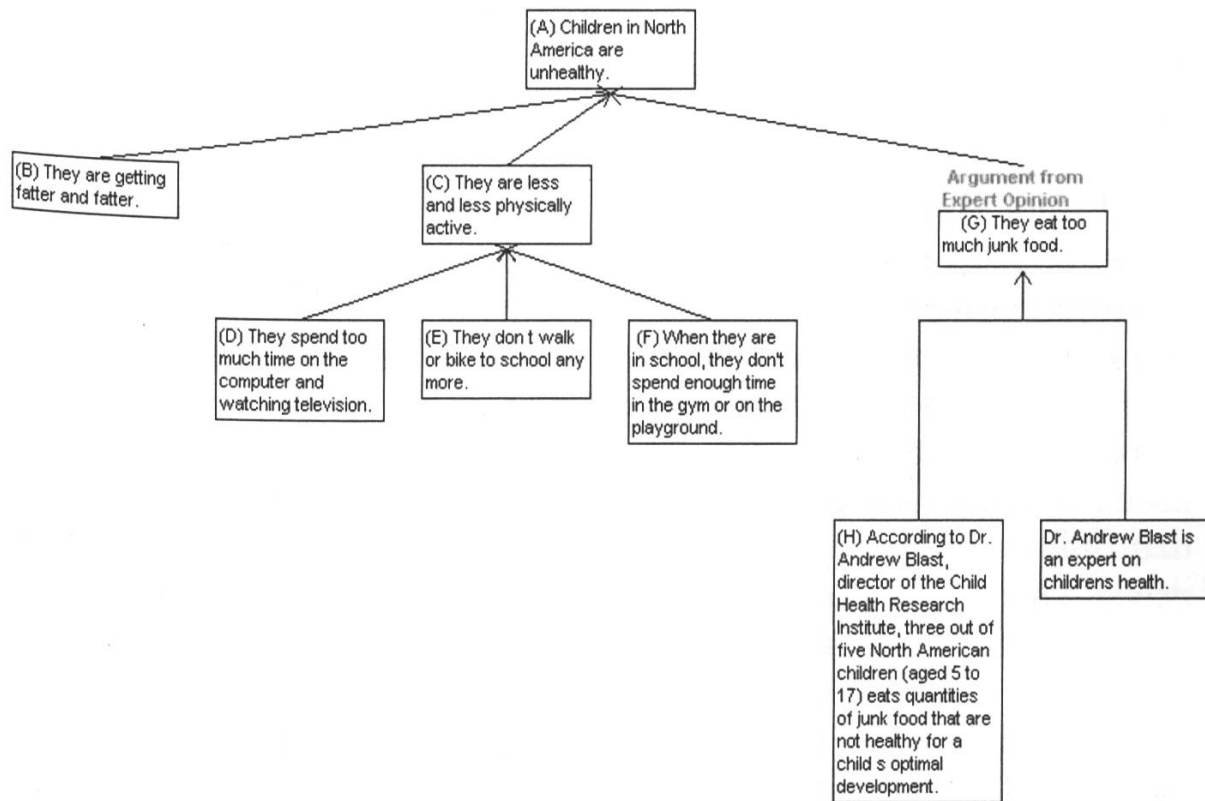 (A) Children in North
America are
unhealthy.
(B) They are getting
fatter and fatter.
(C) They are less
and less physically
active.
Argument from
Expert Opinion
(G) They eat too
much junk food.
(D) They spend too
much time on the
computer and
watching television.
(E) They don t walk
or bike to school any
more.
(F) When they are
in school, they don't
spend enough time
in the gym or on the
playground.
(H) According to Dr.
Andrew Blast,
director of the Child
Health Research
Institute, three out of
five North American
children (aged 5 to
17) eats quantities
of junk food that are
not healthy for a
child s optimal
development.
Dr. Andrew Blast is
an expert on
childrens health.